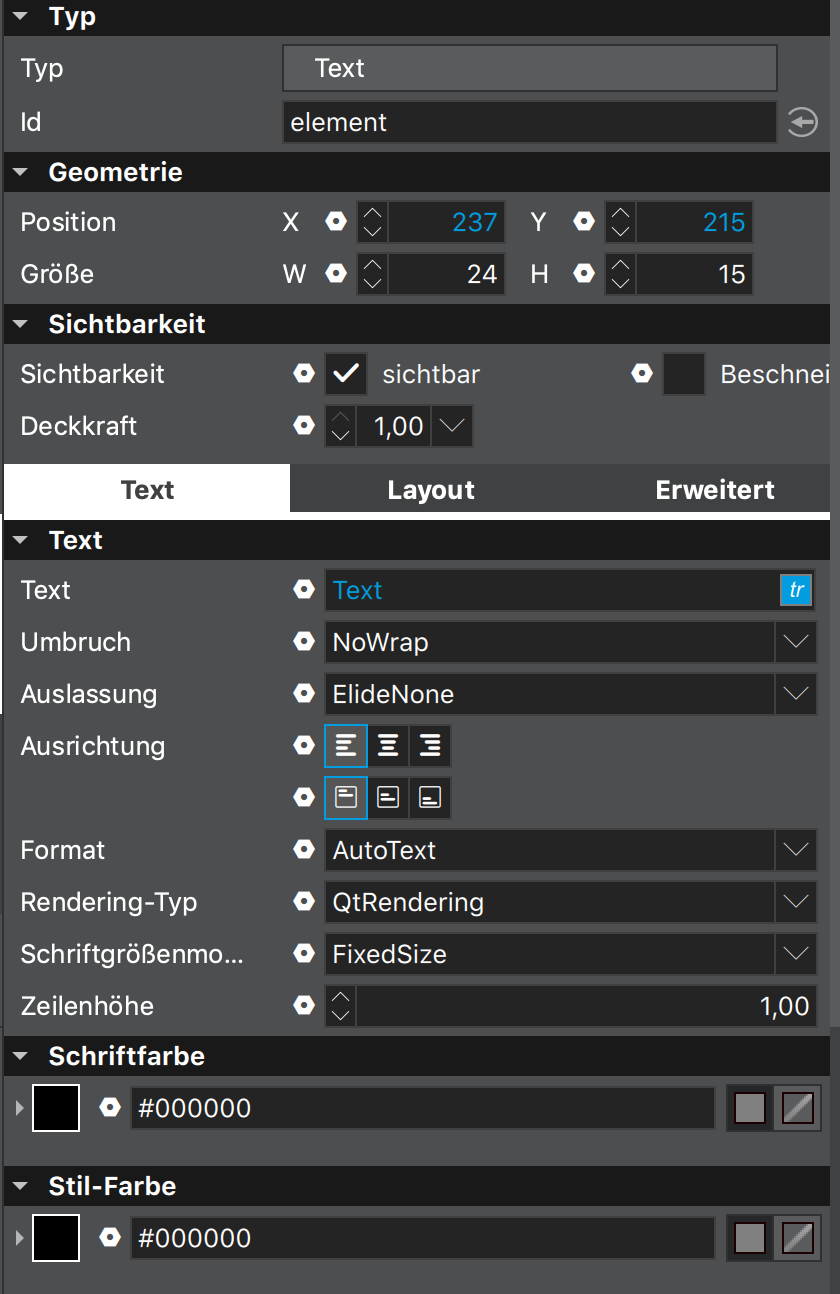 Typ
Typ Text
Id element
Geometrie
Position X 237 Y 215
Größe W 24 H 15
Sichtbarkeit
Sichtbarkeit sichtbar Beschnei
Deckkraft 1,00
Text Layout Erweitert
Text
Text Text tr
Umbruch NoWrap
Auslassung ElideNone
Ausrichtung
Format AutoText
Rendering-Typ QtRendering
Schriftgrößenmo... FixedSize
Zeilenhöhe 1,00
Schriftfarbe
#000000
Stil-Farbe
#000000